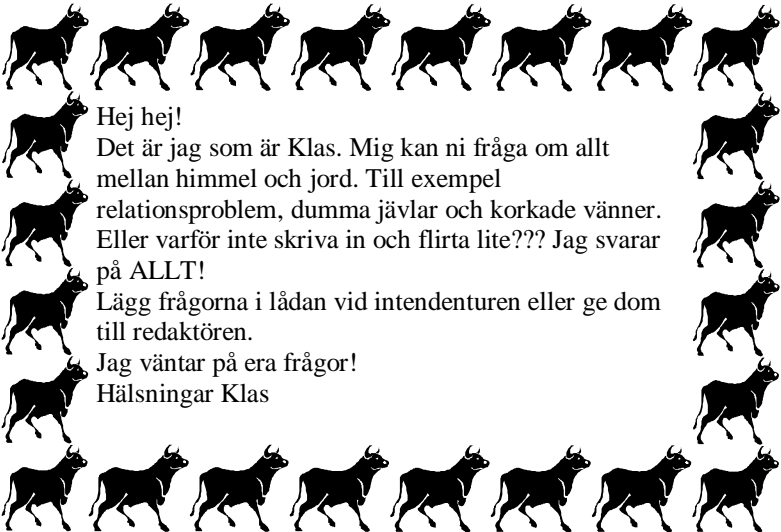 Hej hej!
Det är jag som är Klas. Mig kan ni fråga om allt
mellan himmel och jord. Till exempel
relationsproblem, dumma jävlar och korkade vänner.
Eller varför inte skriva in och flirta lite??? Jag svarar
på ALLT!
Lägg frågorna i lådan vid intendenturen eller ge dom
till redaktören.
Jag väntar på era frågor!
Hälsningar Klas